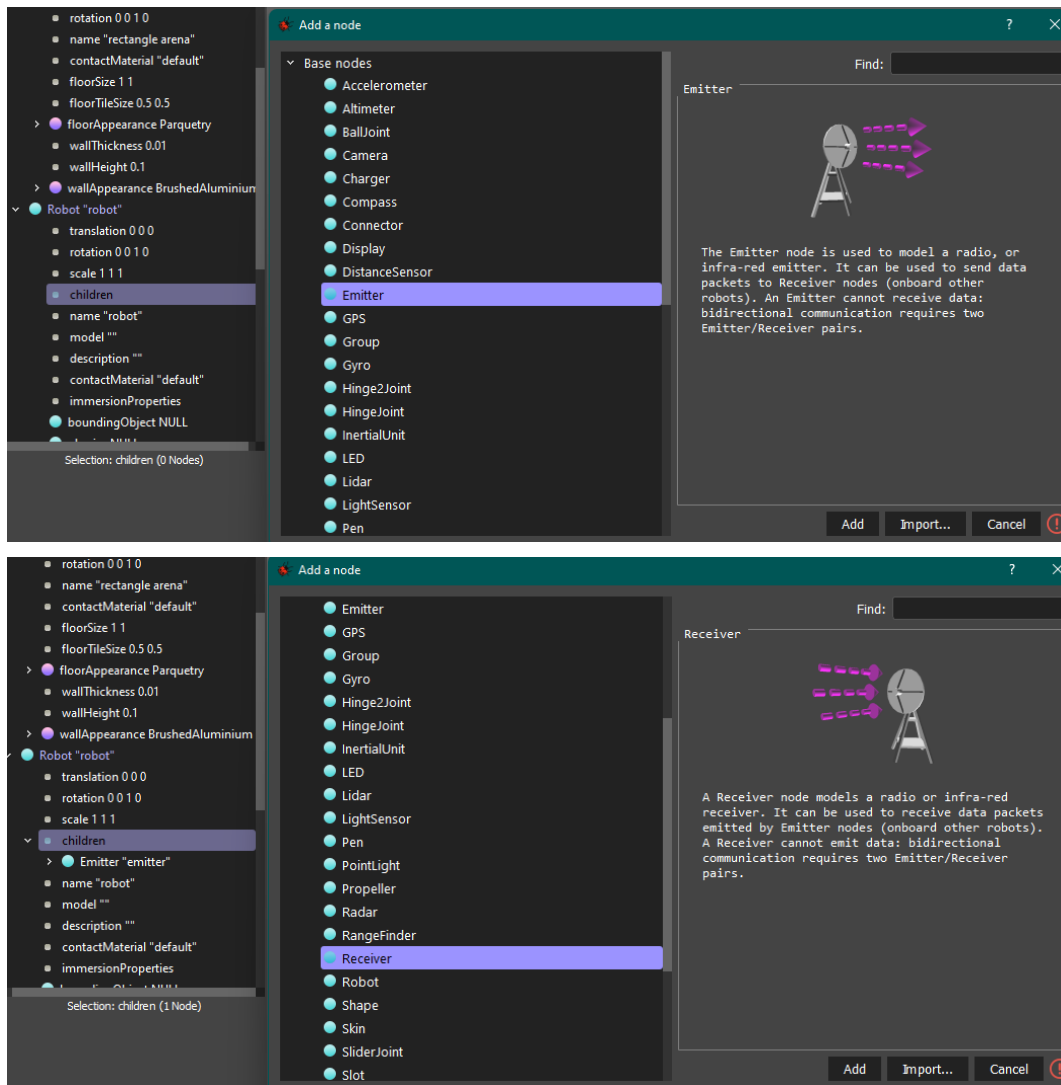 rotation 0 0 1 0
name "rectangle arena"
contactMaterial "default"
floorSize 1 1
floorTileSize 0.5 0.5
floorAppearance Parquetry
wallThickness 0.01
wallHeight 0.1
wallAppearance BrushedAluminium
Robot "robot"
translation 0 0 0
rotation 0 0 1 0
scale 1 1 1
children
name "robot"
model ""
description ""
contactMaterial "default"
immersionProperties
boundingObject NULL
Selection: children (0 Nodes)
Add a node
?
Base nodes
Accelerometer
Altimeter
BallJoint
Camera
Charger
Compass
Connector
Display
DistanceSensor
Emitter
GPS
Group
Gyro
Hinge2Joint
HingeJoint
InertialUnit
LED
Lidar
LightSensor
Pen
Find:
Emitter
The Emitter node is used to model a radio, or
infra-red emitter. It can be used to send data
packets to Receiver nodes (onboard other
robots). An Emitter cannot receive data:
bidirectional communication requires two
Emitter/Receiver pairs.
Add Import... Cancel
rotation 0 0 1 0
name "rectangle arena"
contactMaterial "default"
floorSize 1 1
floorTileSize 0.5 0.5
floorAppearance Parquetry
wallThickness 0.01
wallHeight 0.1
wallAppearance BrushedAluminium
Robot "robot"
translation 0 0 0
rotation 0 0 1 0
scale 1 1 1
children
Emitter "emitter"
name "robot"
model ""
description ""
contactMaterial "default"
immersionProperties
Selection: children (1 Node)
Add a node
?
Emitter
GPS
Group
Gyro
Hinge2Joint
HingeJoint
InertialUnit
LED
Lidar
LightSensor
Pen
PointLight
Propeller
Radar
RangeFinder
Receiver
Robot
Shape
Skin
SliderJoint
Slot
Find:
Receiver
A Receiver node models a radio or infra-red
receiver. It can be used to receive data packets
emitted by Emitter nodes (onboard other robots).
A Receiver cannot emit data: bidirectional
communication requires two Emitter/Receiver
pairs.
Add Import... Cancel